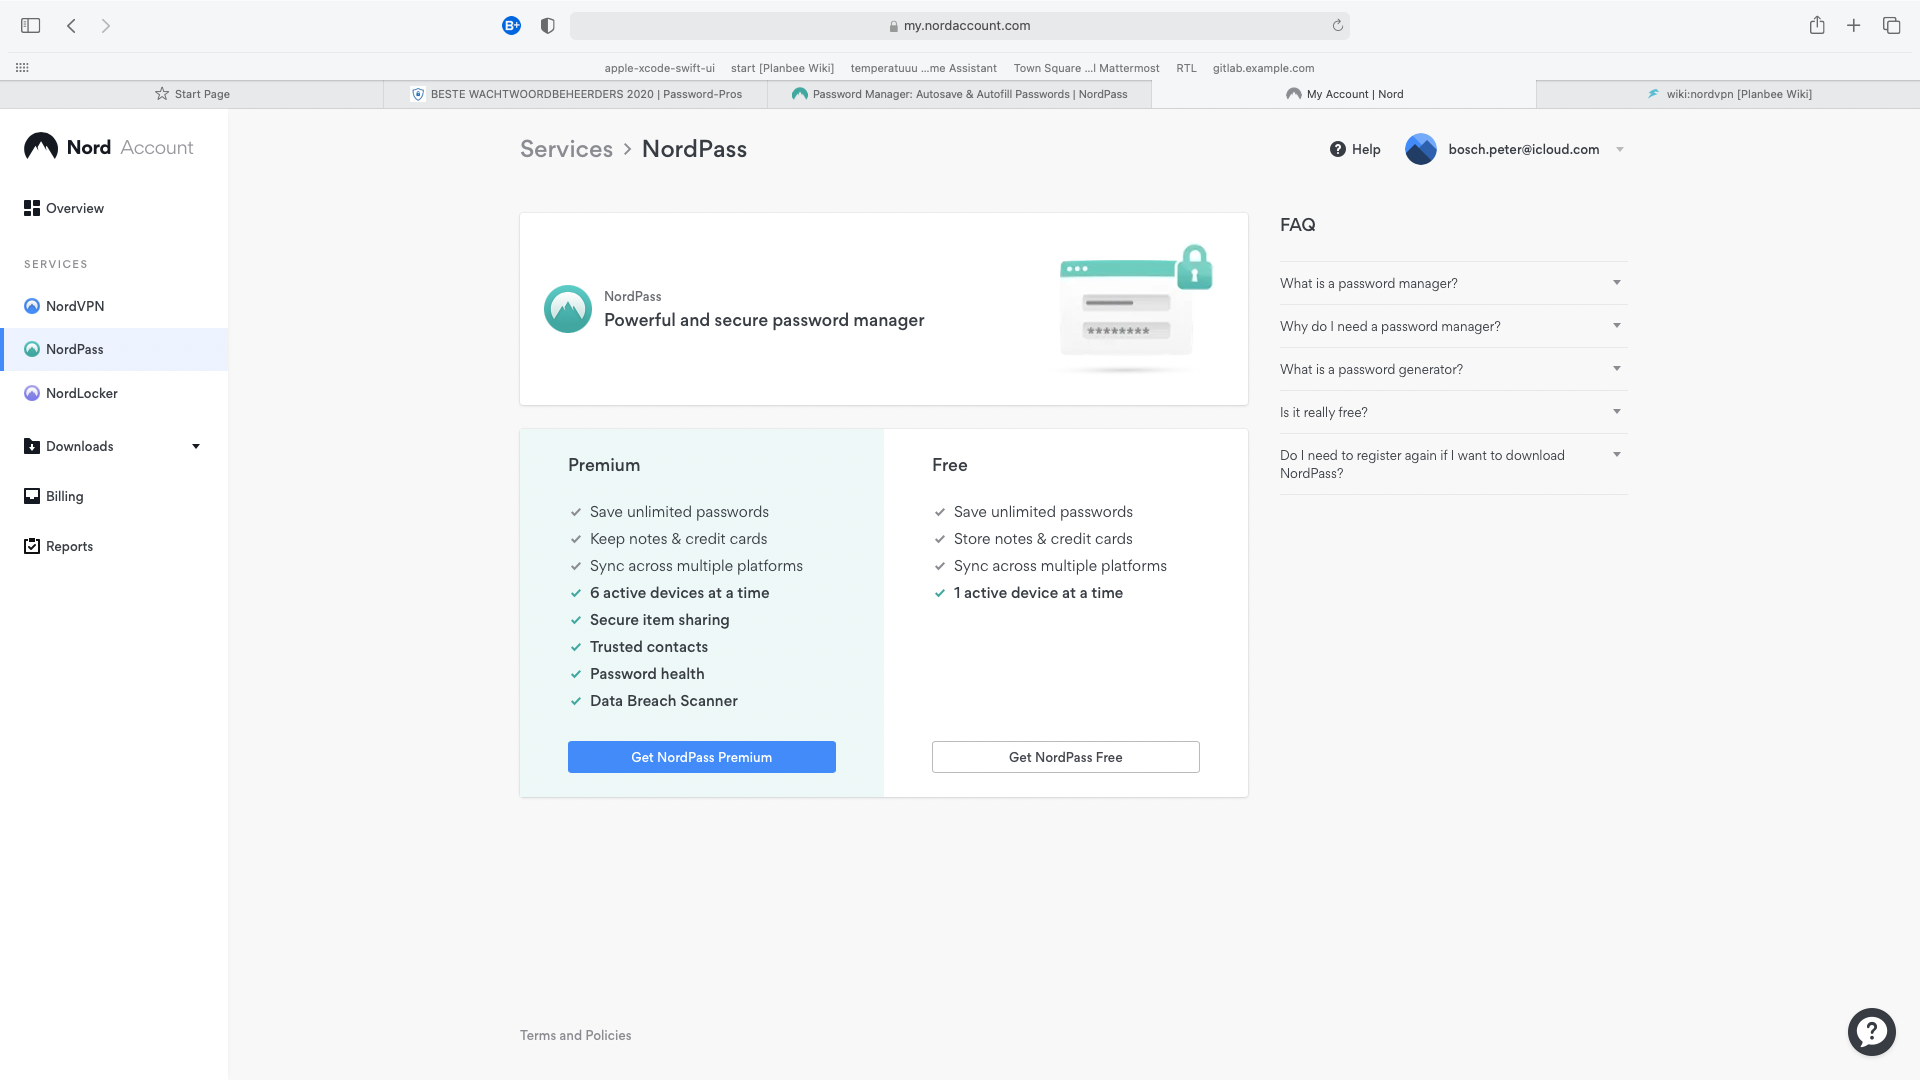 B+
my.nordaccount.com
apple-xcode-swift-ui start [Planbee Wiki] temperatuuu ...me Assistant Town Square ...l Mattermost RTL gitlab.example.com
Start Page
BESTE WACHTWOORDBEHEERDERS 2020 | Password-Pros
Password Manager: Autosave & Autofill Passwords | NordPass
My Account | Nord
wiki:nordvpn [Planbee Wiki]
Nord Account
Overview
SERVICES
NordVPN
NordPass
NordLocker
Downloads
Billing
Reports
Services > NordPass
? Help
bosch.peter@icloud.com
NordPass
Powerful and secure password manager
********
Premium
Save unlimited passwords
Keep notes & credit cards
Sync across multiple platforms
6 active devices at a time
Secure item sharing
Trusted contacts
Password health
Data Breach Scanner
Get NordPass Premium
Free
Save unlimited passwords
Store notes & credit cards
Sync across multiple platforms
1 active device at a time
Get NordPass Free
FAQ
What is a password manager?
Why do I need a password manager?
What is a password generator?
Is it really free?
Do I need to register again if I want to download
NordPass?
Terms and Policies
?